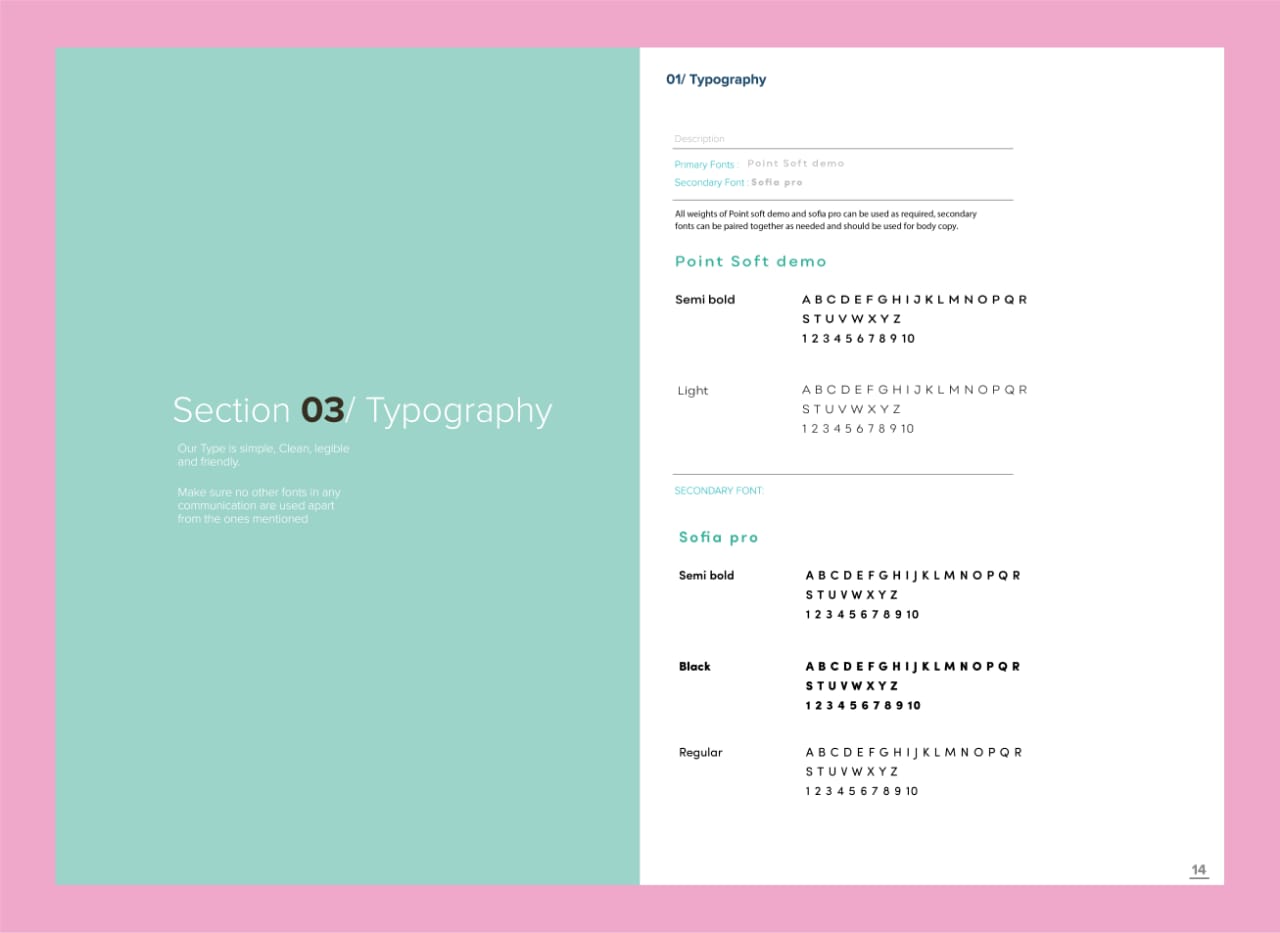 Section 03/ Typography
Our Type is simple, Clean, legible
and friendly.
Make sure no other fonts in any
communication are used apart
from the ones mentioned
01/ Typography
Description
Primary Fonts : Point Soft demo
Secondary Font : Sofia pro
All weights of Point soft demo and sofia pro can be used as required, secondary
fonts can be paired together as needed and should be used for body copy.
Point Soft demo
Semi bold
A B C D E F G H I J K L M N O P Q R
S T U V W X Y Z
1 2 3 4 5 6 7 8 9 10
Light
A B C D E F G H I J K L M N O P Q R
S T U V W X Y Z
1 2 3 4 5 6 7 8 9 10
SECONDARY FONT:
Sofia pro
Semi bold
A B C D E F G H I J K L M N O P Q R
S T U V W X Y Z
1 2 3 4 5 6 7 8 9 10
Black
A B C D E F G H I J K L M N O P Q R
S T U V W X Y Z
1 2 3 4 5 6 7 8 9 10
Regular
A B C D E F G H I J K L M N O P Q R
S T U V W X Y Z
1 2 3 4 5 6 7 8 9 10
14